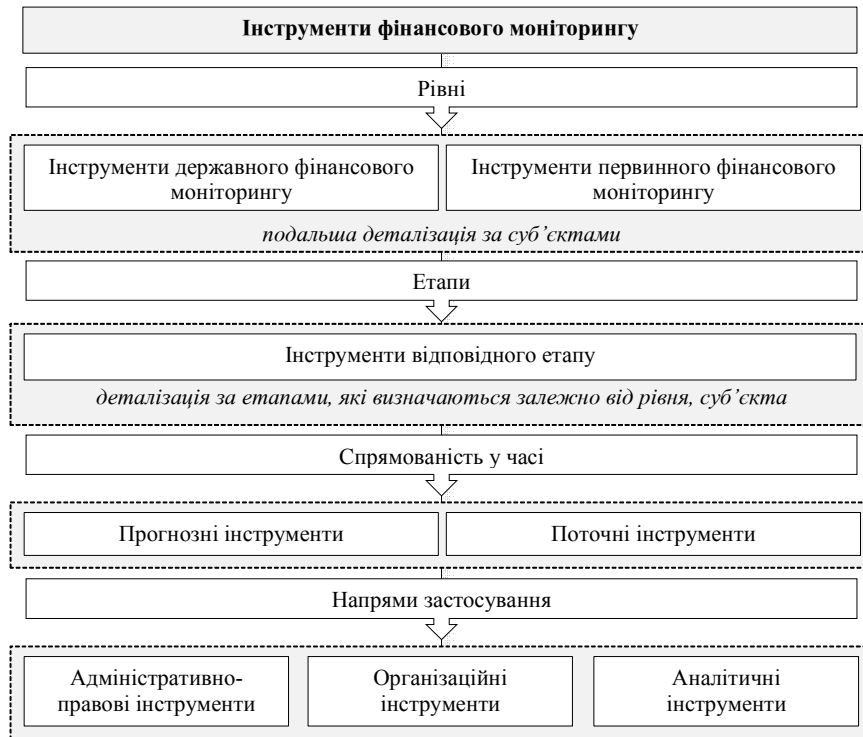 Інструменти фінансового моніторингу
Рівні
Інструменти державного фінансового
моніторингу
Інструменти первинного фінансового
моніторингу
подальша деталізація за суб’єктами
Етапи
Інструменти відповідного етапу
деталізація за етапами, які визначаються залежно від рівня, суб’єкта
Спрямованість у часі
Прогнозні інструменти
Поточні інструменти
Напрями застосування
Адміністративно-
правові інструменти
Організаційні
інструменти
Аналітичні
інструменти